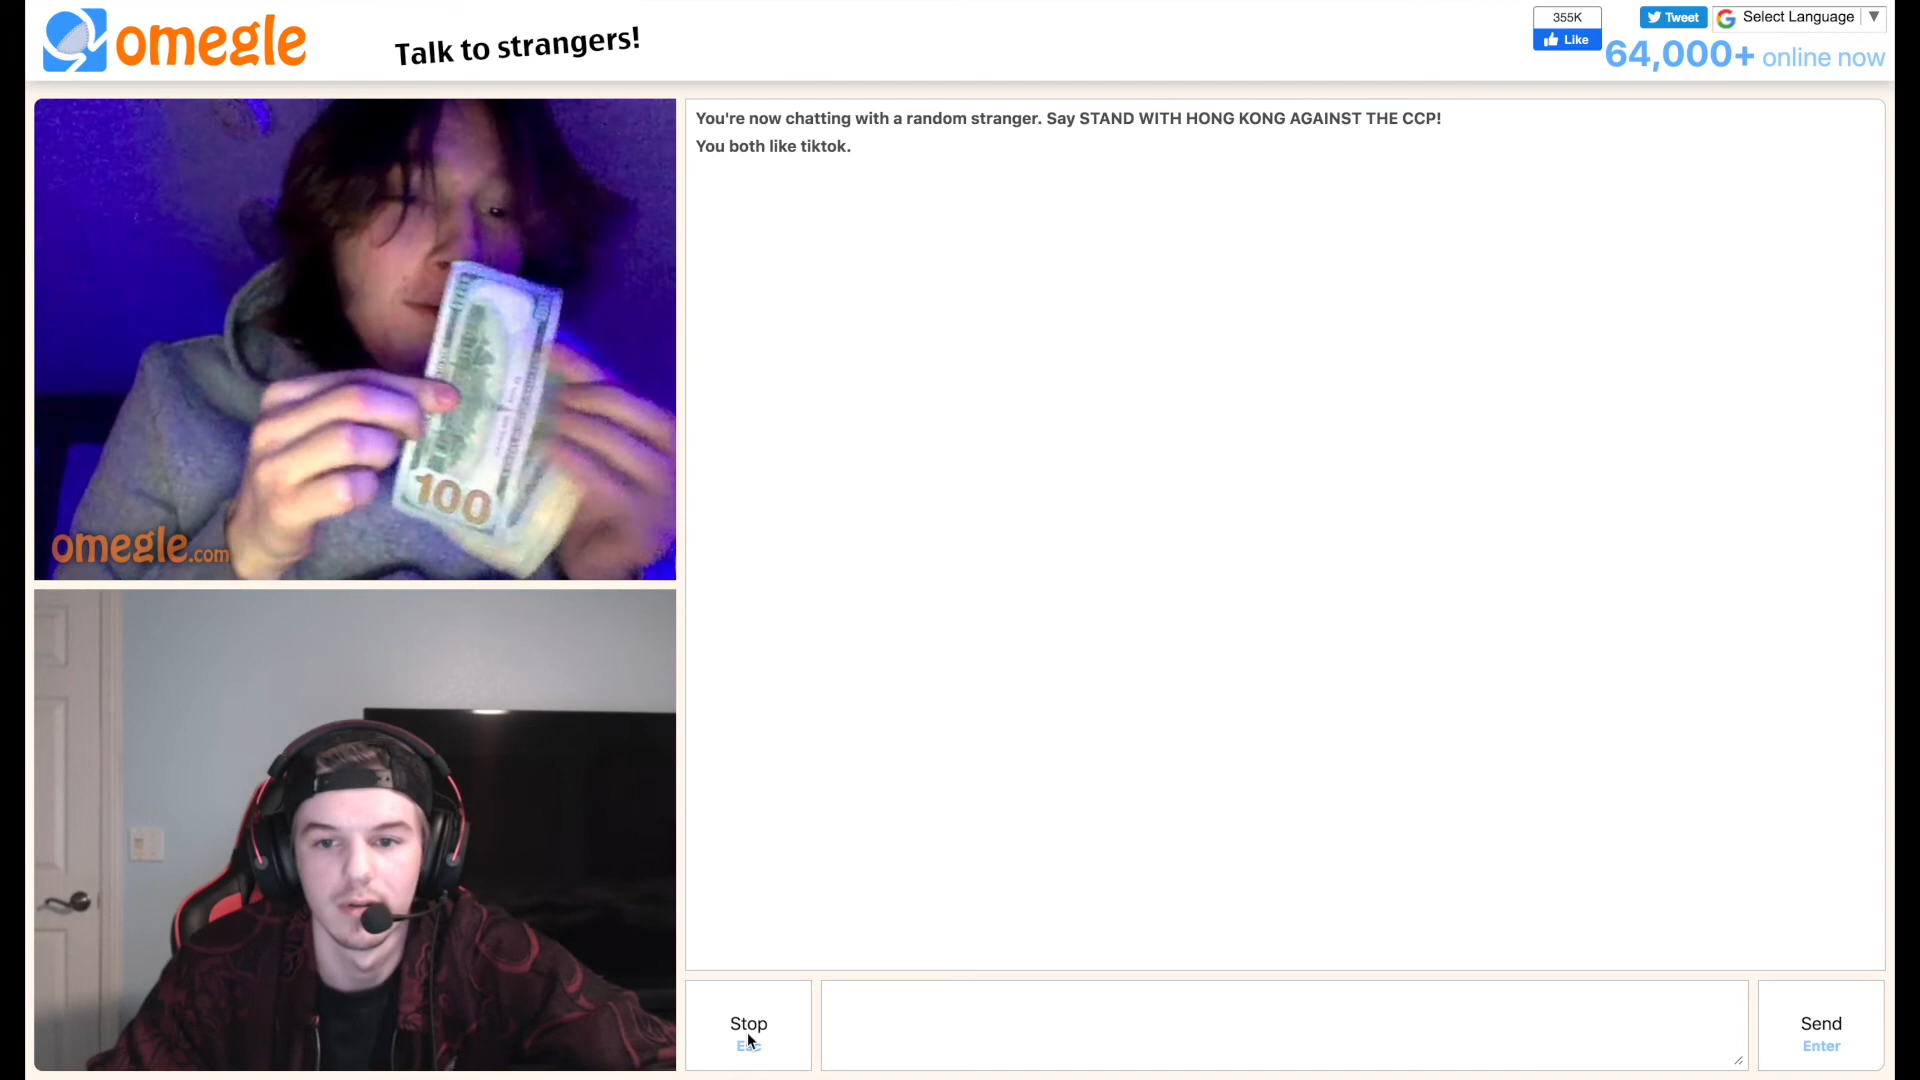 omegle
Talk to strangers!
355K
Like
Tweet
Select Language
64,000+ online now
You're now chatting with a random stranger. Say STAND WITH HONG KONG AGAINST THE CCP!
You both like tiktok.
100
omegle.com
Stop
Esc
Send
Enter